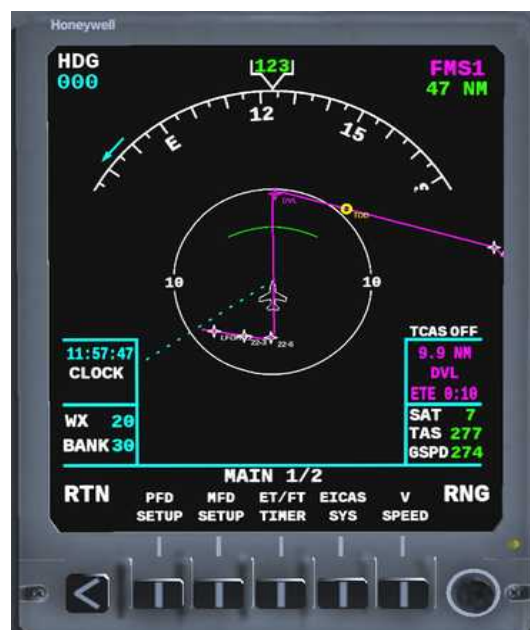 Honeywell
HDG
000
123
FMS1
47 NM
E
12
15
DVL
TOD
10
10
22-6
TCAS OFF
11:57:47
CLOCK
9.9 NM
DVL
ETE 0:10
WX 20
BANK 30
SAT 7
TAS 277
GSPD 274
MAIN 1/2
RTN
PFD SETUP
MFD SETUP
ET/FT TIMER
EICAS SYS
V SPEED
RNG